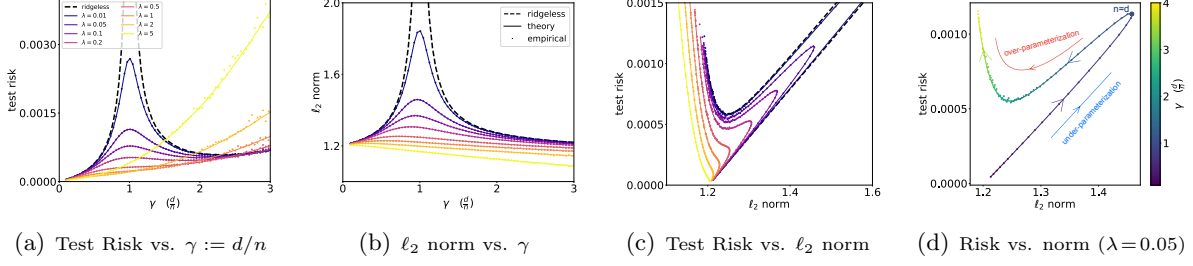 0.0030
0.0015
0.0000
test risk
0
1
2
3
γ (d/n)
ridgeless
λ = 0.01
λ = 0.05
λ = 0.1
λ = 0.2
λ = 0.5
λ = 1
λ = 2
λ = 5
(a) Test Risk vs. γ := d/n
2.0
1.6
1.2
ℓ₂ norm
0
1
2
3
γ (d/n)
ridgeless
theory
empirical
(b) ℓ₂ norm vs. γ
0.0015
0.0010
0.0005
0.0000
test risk
1.2
1.4
1.6
ℓ₂ norm
(c) Test Risk vs. ℓ₂ norm
0.0010
0.0005
0.0000
test risk
1.2
1.3
1.4
ℓ₂ norm
n=d
over-parameterization
under-parameterization
4
3
2
1
γ (d/n)
(d) Risk vs. norm (λ=0.05)